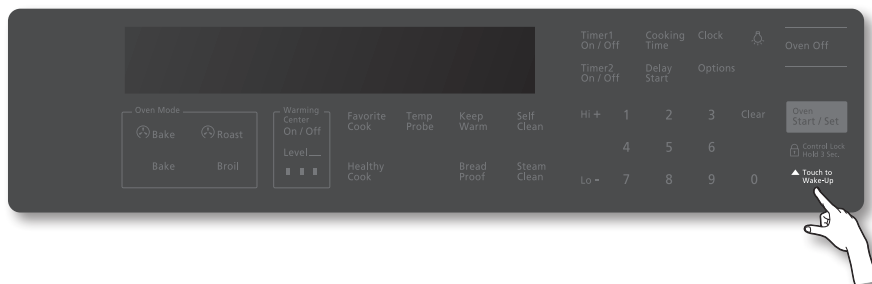 Timer1
On / Off
Cooking
Time
Clock
Oven Off
Timer2
On / Off
Delay
Start
Options
Oven Mode
Bake
Roast
Bake
Broil
Warming
Center
On / Off
Level
Favorite
Cook
Temp
Probe
Keep
Warm
Self
Clean
Healthy
Cook
Bread
Proof
Steam
Clean
Hi + 1 2 3 Clear
4 5 6
Lo - 7 8 9 0
Oven
Start / Set
Control Lock
Hold 3 Sec.
Touch to
Wake-Up